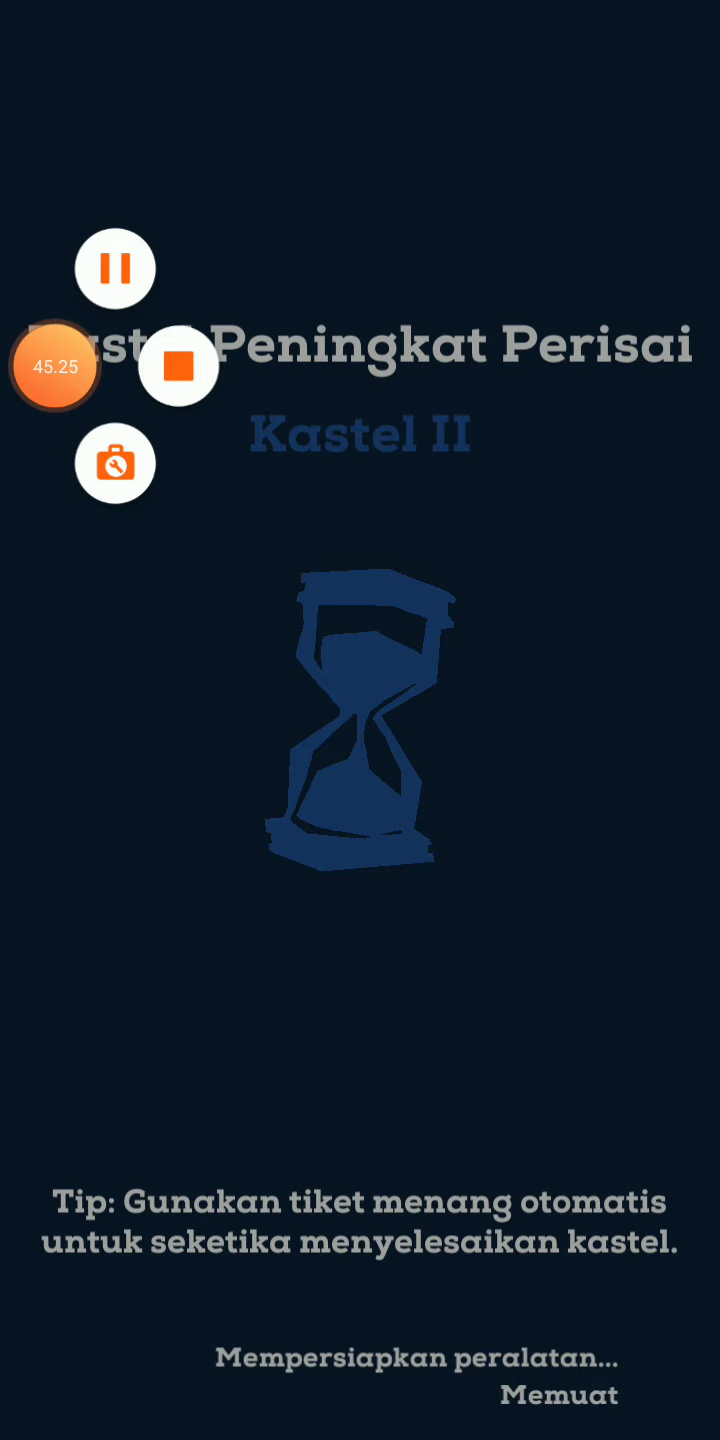 Peningkat Perisai
45.25
Kastel II
Tip: Gunakan tiket menang otomatis
untuk seketika menyelesaikan kastel.
Mempersiapkan peralatan...
Memuat